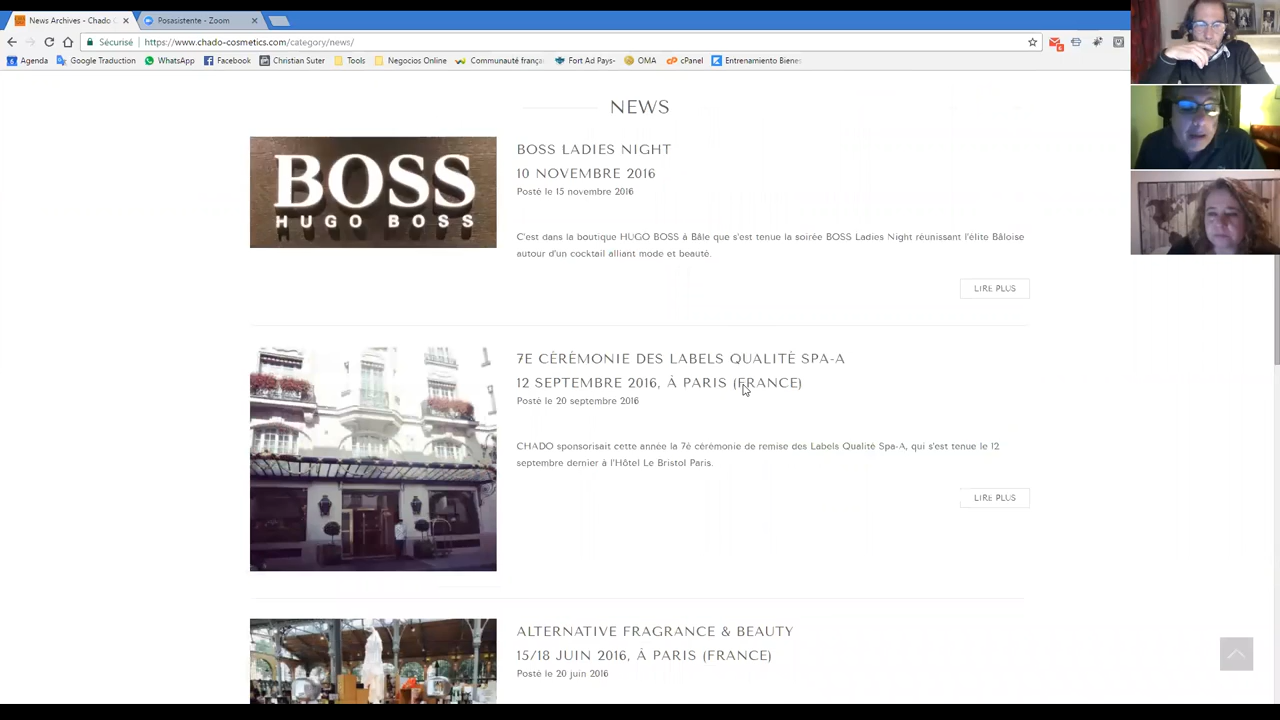 News Archives - Chado C
Posasistente - Zoom
Sécurisé
https://www.chado-cosmetics.com/category/news/
Agenda
Google Traduction
WhatsApp
Facebook
Christian Suter
Tools
Negocios Online
Communauté frança
Fort Ad Pays-
OMA
cPanel
Entrenamiento Bienes
NEWS
BOSS
HUGO BOSS
BOSS LADIES NIGHT
10 NOVEMBRE 2016
Posté le 15 novembre 2016
C'est dans la boutique HUGO BOSS à Bâle que s'est tenue la soirée BOSS Ladies Night réunissant l'élite Bâloise
autour d'un cocktail alliant mode et beauté.
LIRE PLUS
7E CÉRÉMONIE DES LABELS QUALITÉ SPA-A
12 SEPTEMBRE 2016, À PARIS (FRANCE)
Posté le 20 septembre 2016
CHADO sponsorisait cette année la 7é cérémonie de remise des Labels Qualité Spa-A, qui s'est tenue le 12
septembre dernier à l'Hôtel Le Bristol Paris.
LIRE PLUS
ALTERNATIVE FRAGRANCE & BEAUTY
15/18 JUIN 2016, À PARIS (FRANCE)
Posté le 20 juin 2016